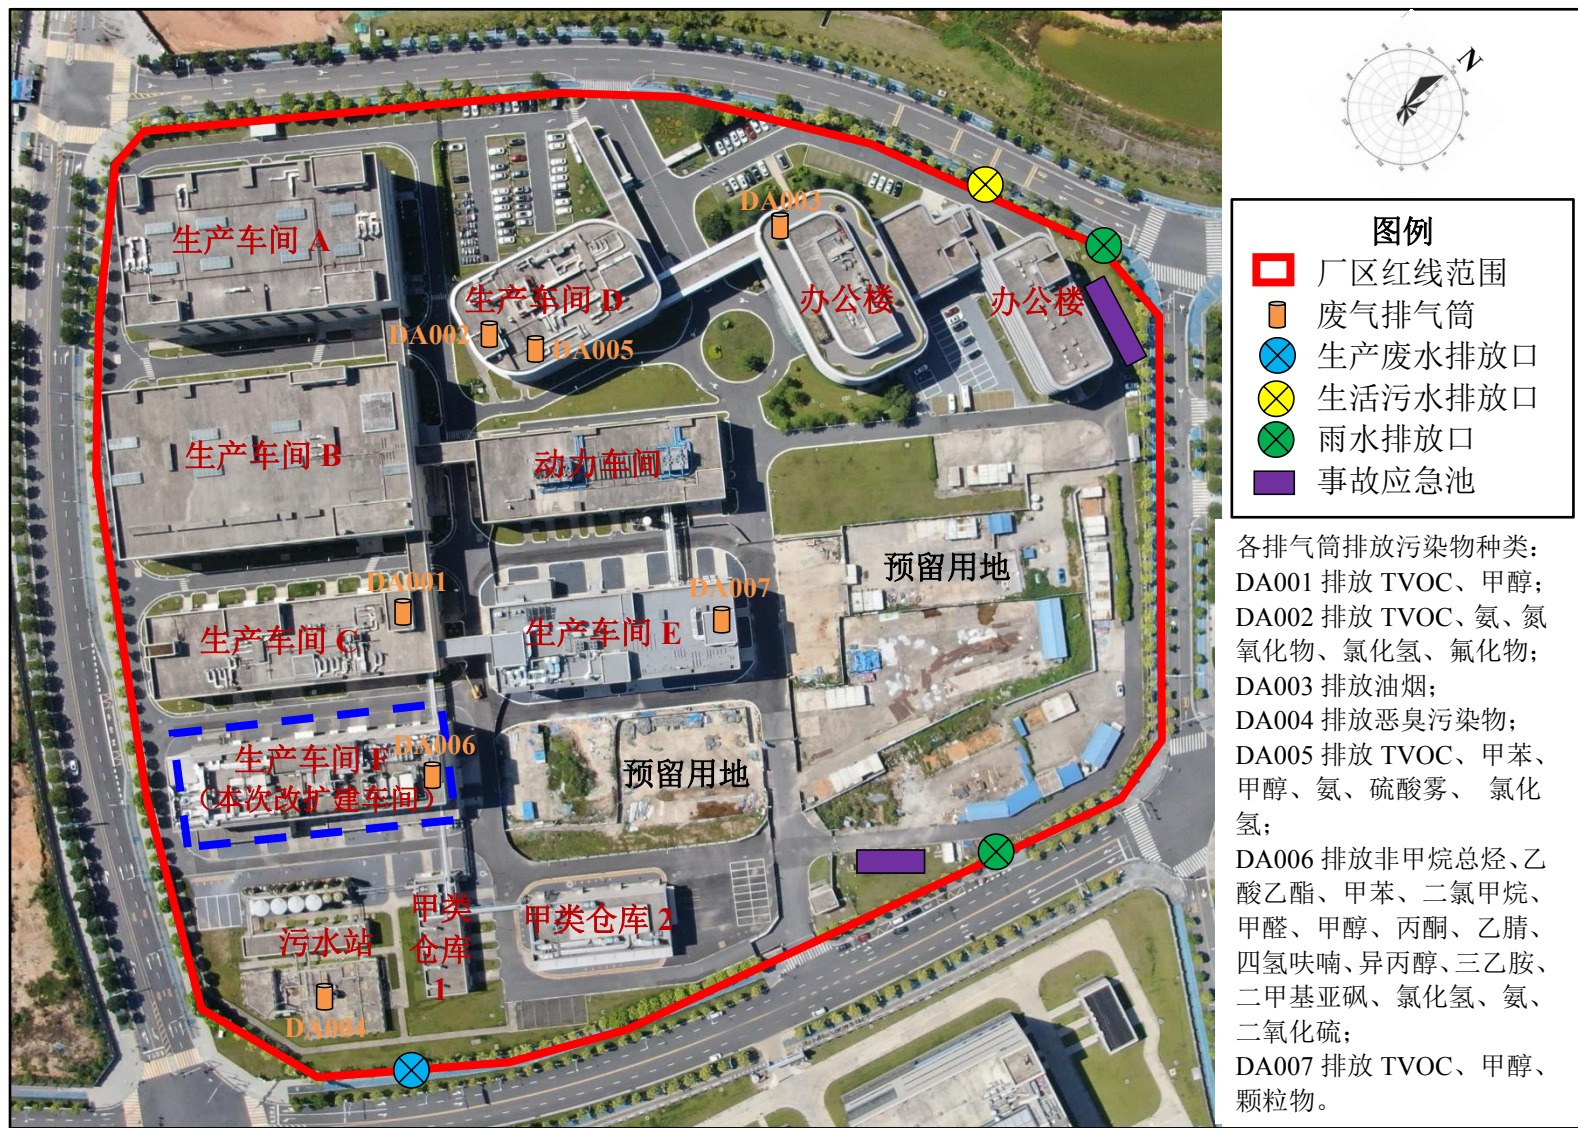 N
DA003
生产车间 A
生产车间 D
办公楼
办公楼
DA002
DA005
生产车间 B
动力车间
预留用地
DA001
DA007
生产车间 C
生产车间 E
生产车间 F
DA006
(本次改扩建车间)
预留用地
甲类
仓库
1
甲类仓库 2
污水站
DA004
图例
厂区红线范围
废气排气筒
生产废水排放口
生活污水排放口
雨水排放口
事故应急池
各排气筒排放污染物种类：
DA001 排放 TVOC、甲醇；
DA002 排放 TVOC、氨、氮
氧化物、氯化氢、氟化物；
DA003 排放油烟；
DA004 排放恶臭污染物；
DA005 排放 TVOC、甲苯、
甲醇、氨、硫酸雾、 氯化
氢；
DA006 排放非甲烷总烃、乙
酸乙酯、甲苯、二氯甲烷、
甲醛、甲醇、丙酮、乙腈、
四氢呋喃、异丙醇、三乙胺、
二甲基亚砜、氯化氢、氨、
二氧化硫；
DA007 排放 TVOC、甲醇、
颗粒物。